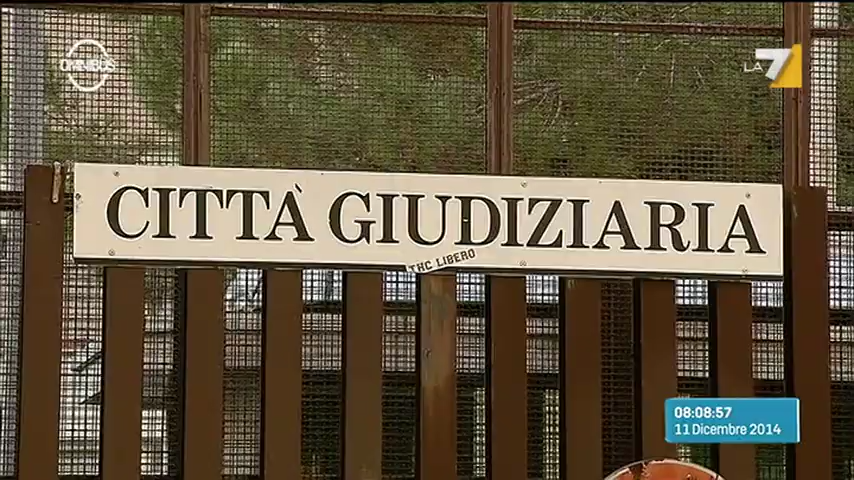 OMNIBUS
LA7
CITTÀ GIUDIZIARIA
THC LIBERO
08:08:57
11 Dicembre 2014